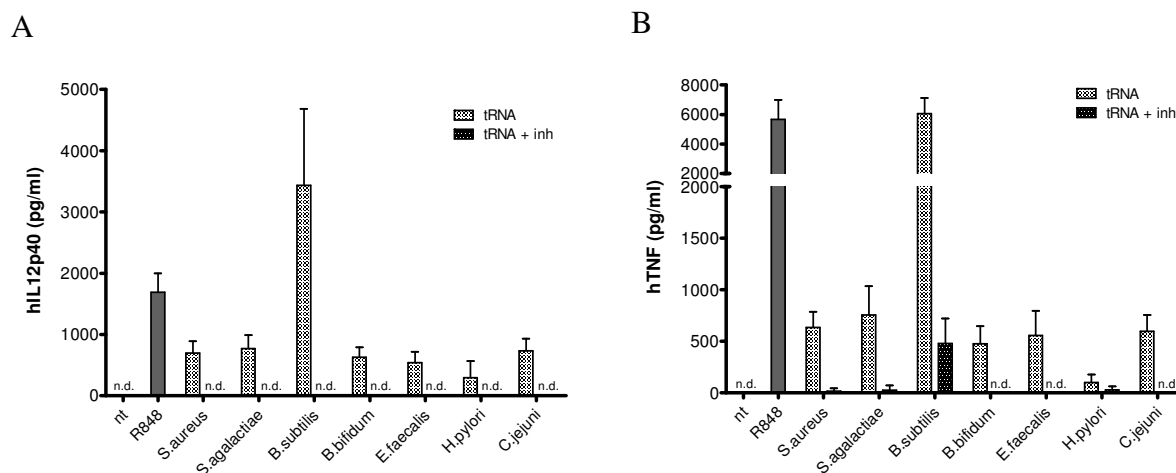 A
5000
4000
3000
2000
1000
0
hIL12p40 (pg/ml)
tRNA
tRNA + inh
n.d.
n.d.
n.d.
n.d.
n.d.
n.d.
n.d.
n.d.
nt
R848
S.aureus
S.agalactiae
B.subtilis
B.bifidum
E.faecalis
H.pylori
C.jejuni
B
8000
6000
4000
2000
2000
1500
1000
500
0
hTNF (pg/ml)
tRNA
tRNA + inh
n.d.
n.d.
n.d.
n.d.
nt
R848
S.aureus
S.agalactiae
B.subtilis
B.bifidum
E.faecalis
H.pylori
C.jejuni